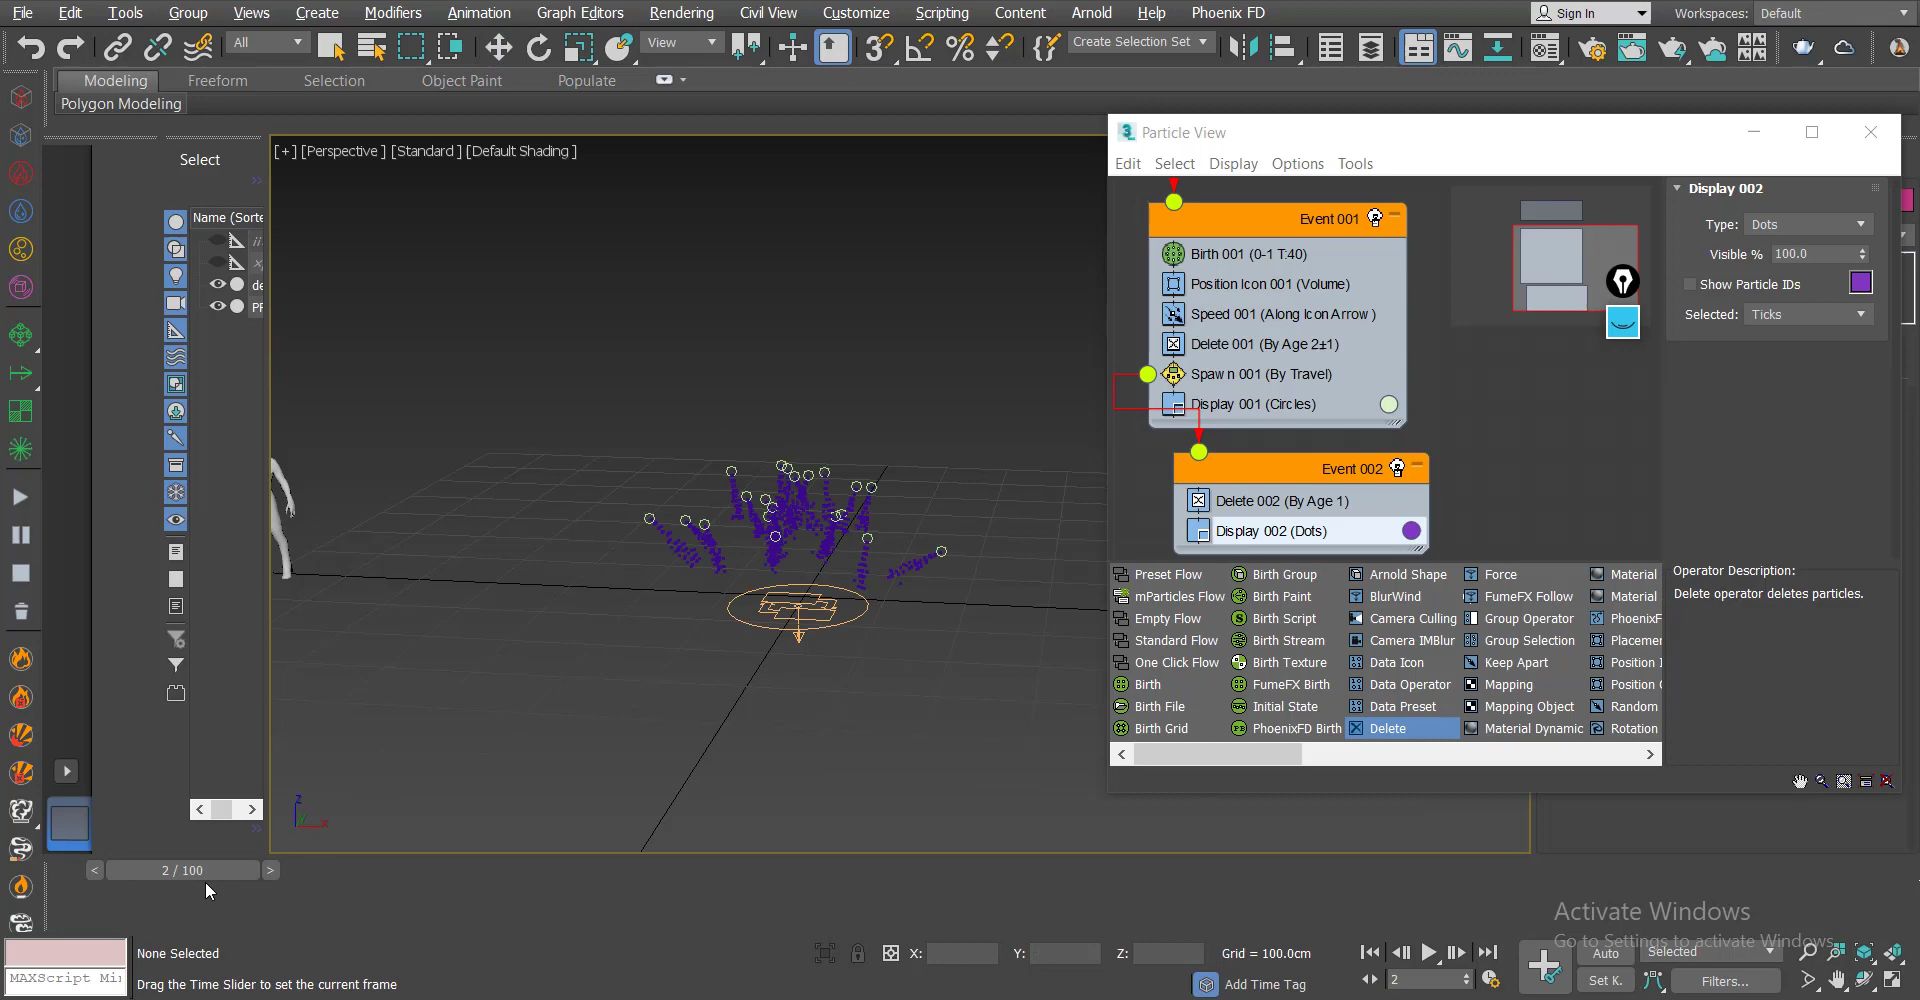 File Edit Tools Group Views Create Modifiers Animation Graph Editors Rendering Civil View Customize Scripting Content Arnold Help Phoenix FD Sign In Workspaces: Default
All View Create Selection Set
Modeling Freeform Selection Object Paint Populate
Polygon Modeling
Select
[+] [Perspective] [Standard] [Default Shading]
Name (Sorte
de
PF
2 / 100
z
x
Particle View
Edit Select Display Options Tools
Event 001
Birth 001 (0-1 T:40)
Position Icon 001 (Volume)
Speed 001 (Along Icon Arrow )
Delete 001 (By Age 2±1)
Spawn 001 (By Travel)
Display 001 (Circles)
Event 002
Delete 002 (By Age 1)
Display 002 (Dots)
Display 002
Type: Dots
Visible % 100.0
Show Particle IDs
Selected: Ticks
Preset Flow Birth Group Arnold Shape Force Material
mParticles Flow Birth Paint BlurWind FumeFX Follow Material
Empty Flow Birth Script Camera Culling Group Operator PhoenixF
Standard Flow Birth Stream Camera IMBlur Group Selection Placemen
One Click Flow Birth Texture Data Icon Keep Apart Position I
Birth FumeFX Birth Data Operator Mapping Position
Birth File Initial State Data Preset Mapping Object Random
Birth Grid PhoenixFD Birth Delete Material Dynamic Rotation
Operator Description:
Delete operator deletes particles.
Activate Windows
Go to Settings to activate Windows.
None Selected
X: Y: Z: Grid = 100.0cm
Auto Selected
MAXScript Mi
Drag the Time Slider to set the current frame
Add Time Tag
2
Set K. Filters...